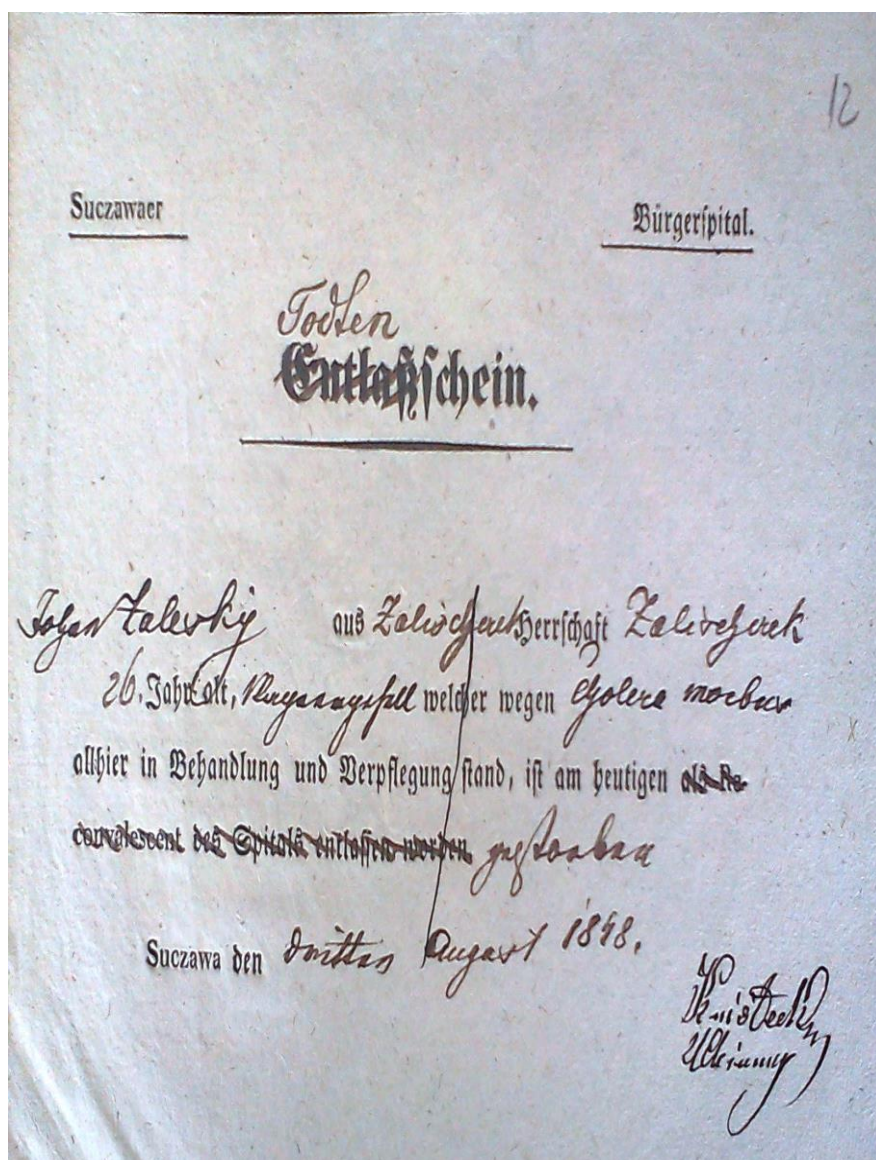 12
Suczawaer Bürgerspital.
Todten
Entlaßschein.
Johan Zalesky aus Zalischeek Herrschaft Zalischeek
26. Jahr alt, welcher wegen Cholera morbus
allhier in Behandlung und Verpflegung stand, ist am heutigen als Re-
convalescent des Spitals entlassen worden. gestorben
Suczawa den dritten August 1848.